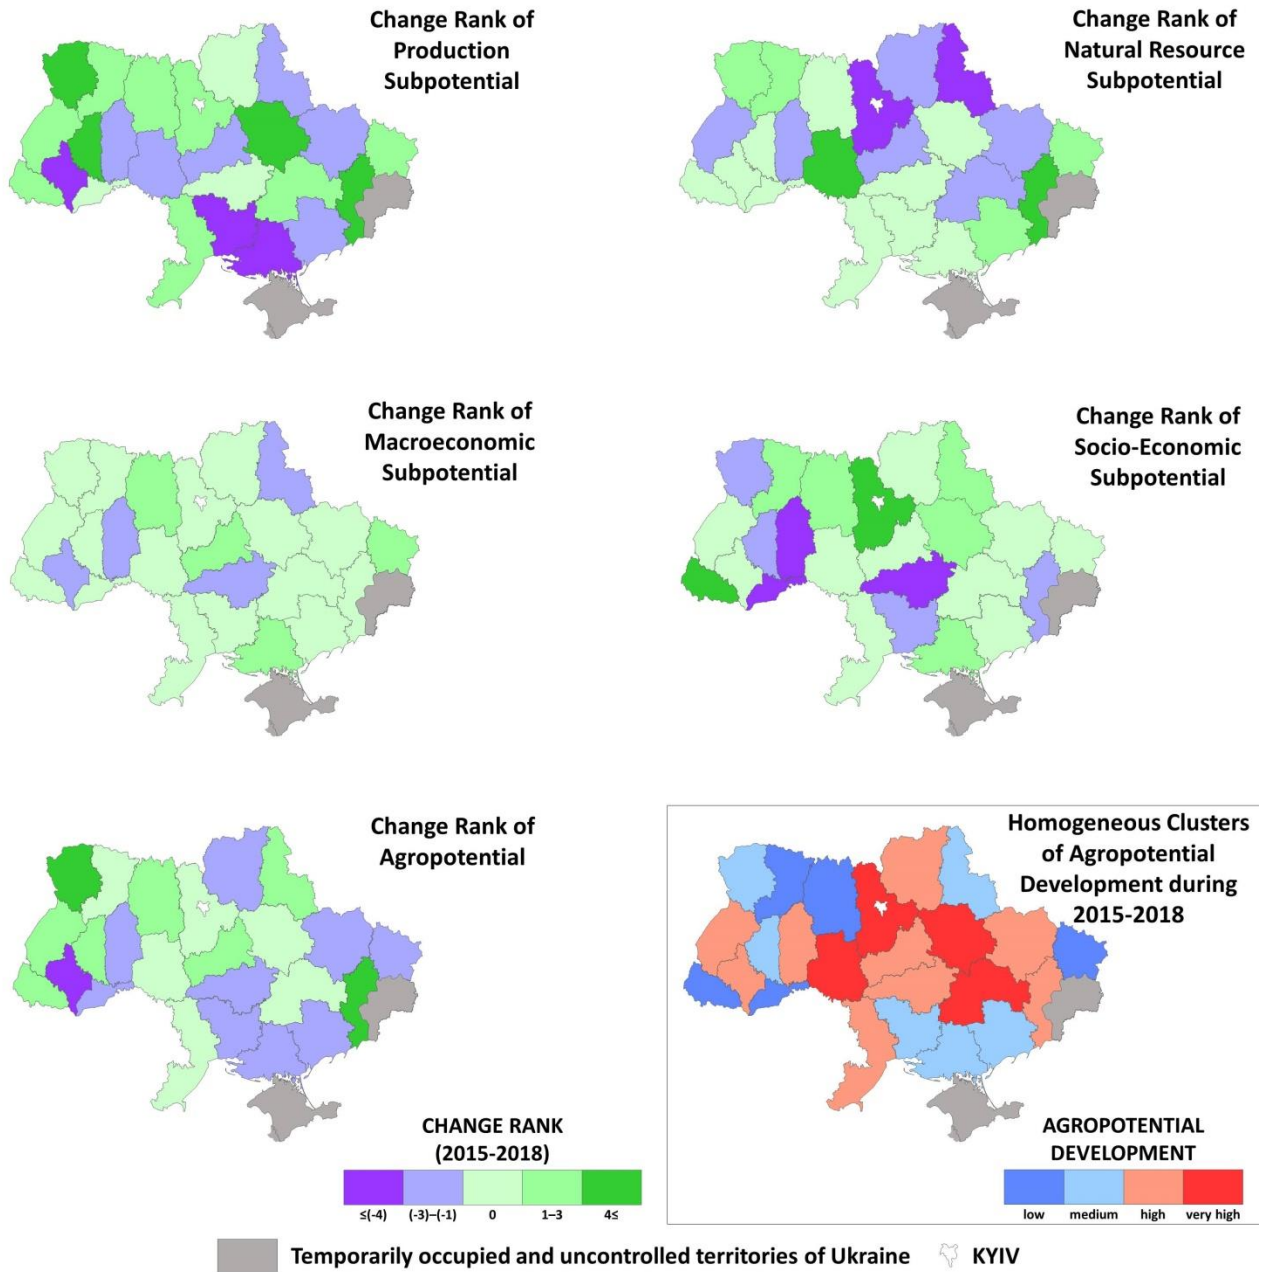 Change Rank of
Production
Subpotential
Change Rank of
Natural Resource
Subpotential
Change Rank of
Macroeconomic
Subpotential
Change Rank of
Socio-Economic
Subpotential
Change Rank of
Agropotential
Homogeneous Clusters
of Agropotential
Development during
2015-2018
CHANGE RANK
(2015-2018)
≤(-4) (-3)–(-1) 0 1–3 4≤
AGROPOTENTIAL
DEVELOPMENT
low medium high very high
Temporarily occupied and uncontrolled territories of Ukraine KYIV